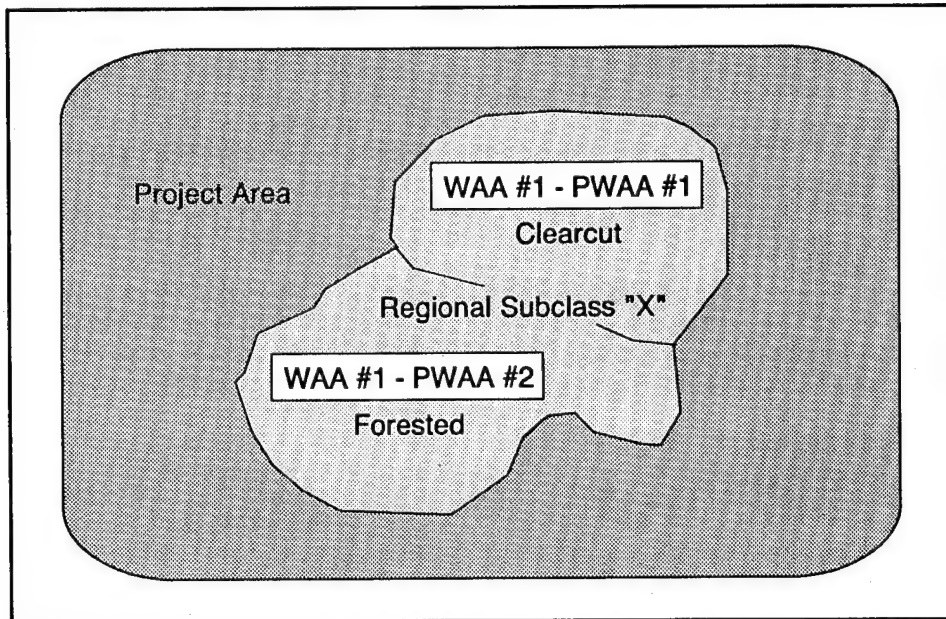 Project Area
WAA #1 - PWAA #1
Clearcut
Regional Subclass "X"
WAA #1 - PWAA #2
Forested